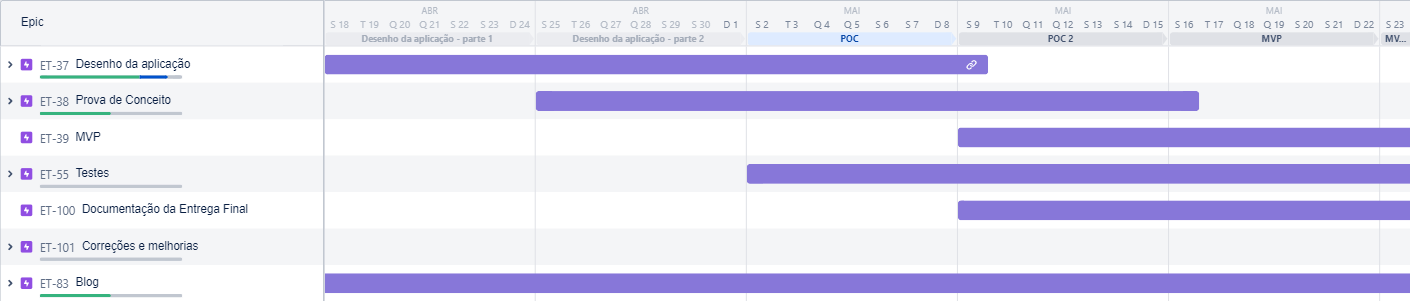 Epic
ABR ABR MAI MAI MAI
S 18 T 19 Q 20 Q 21 S 22 S 23 D 24 S 25 T 26 Q 27 Q 28 S 29 S 30 D 1 S 2 T 3 Q 4 Q 5 S 6 S 7 D 8 S 9 T 10 Q 11 Q 12 S 13 S 14 D 15 S 16 T 17 Q 18 Q 19 S 20 S 21 D 22 S 23
Desenho da aplicação - parte 1 Desenho da aplicação - parte 2 POC POC 2 MVP MV...
ET-37 Desenho da aplicação
ET-38 Prova de Conceito
ET-39 MVP
ET-55 Testes
ET-100 Documentação da Entrega Final
ET-101 Correções e melhorias
ET-83 Blog